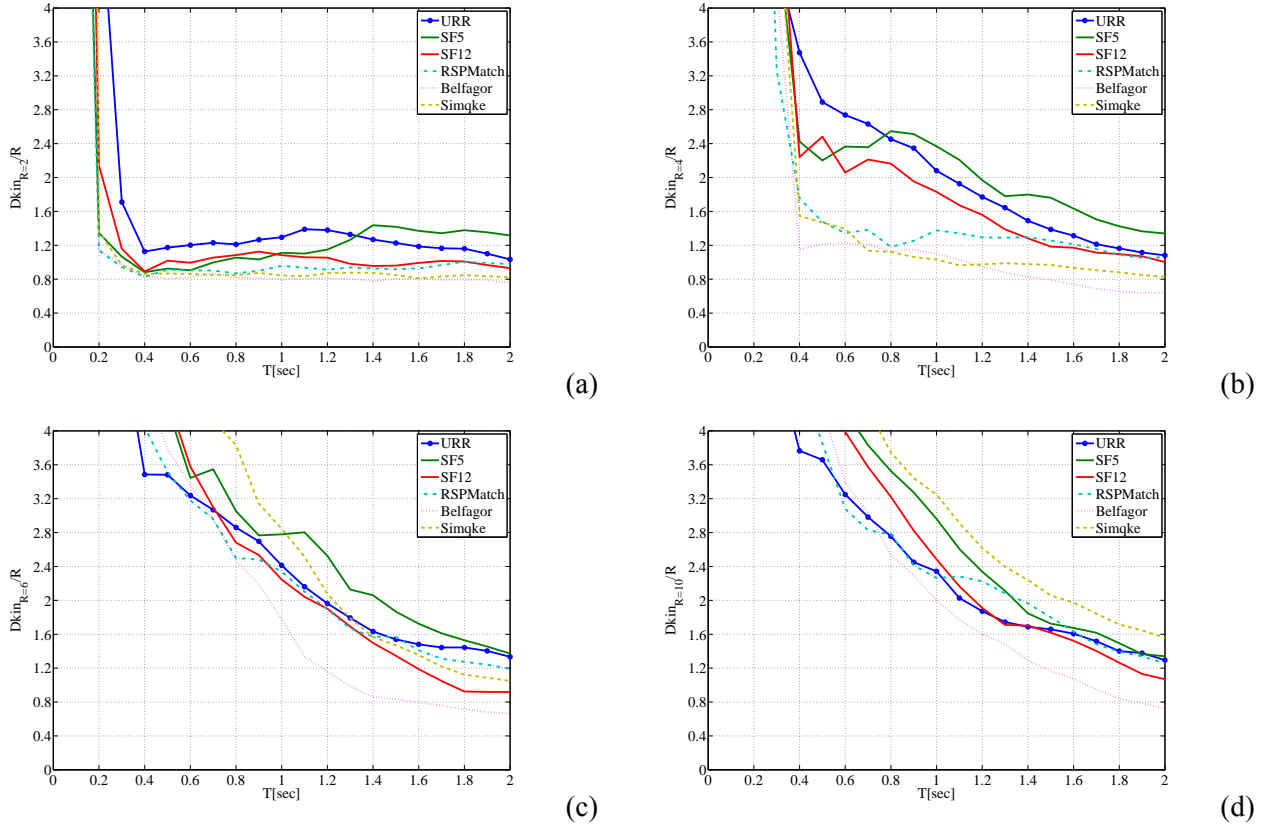 4
3.6
3.2
2.8
2.4
2
1.6
1.2
0.8
0.4
0
Dkin_{R=2}/R
0 0.2 0.4 0.6 0.8 1 1.2 1.4 1.6 1.8 2
T[sec]
URR
SF5
SF12
RSPMatch
Belfagor
Simqke
(a)
4
3.6
3.2
2.8
2.4
2
1.6
1.2
0.8
0.4
0
Dkin_{R=4}/R
0 0.2 0.4 0.6 0.8 1 1.2 1.4 1.6 1.8 2
T[sec]
URR
SF5
SF12
RSPMatch
Belfagor
Simqke
(b)
4
3.6
3.2
2.8
2.4
2
1.6
1.2
0.8
0.4
0
Dkin_{R=6}/R
0 0.2 0.4 0.6 0.8 1 1.2 1.4 1.6 1.8 2
T[sec]
URR
SF5
SF12
RSPMatch
Belfagor
Simqke
(c)
4
3.6
3.2
2.8
2.4
2
1.6
1.2
0.8
0.4
0
Dkin_{R=10}/R
0 0.2 0.4 0.6 0.8 1 1.2 1.4 1.6 1.8 2
T[sec]
URR
SF5
SF12
RSPMatch
Belfagor
Simqke
(d)